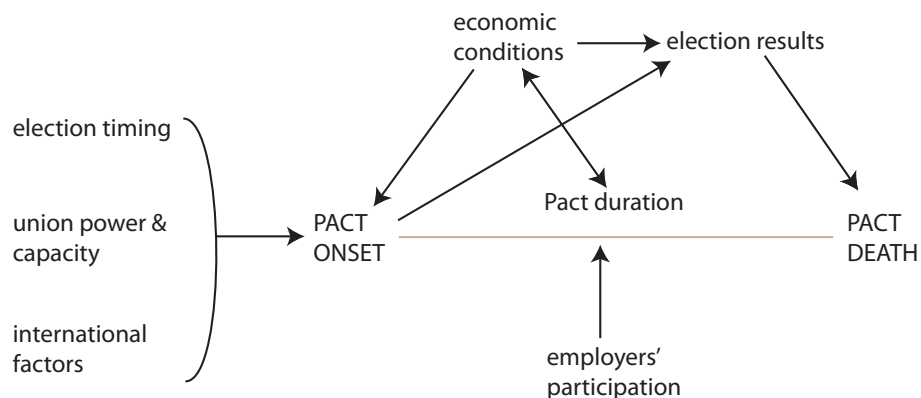 economic
conditions
election results
election timing
union power &
capacity
international
factors
PACT
ONSET
Pact duration
PACT
DEATH
employers’
participation